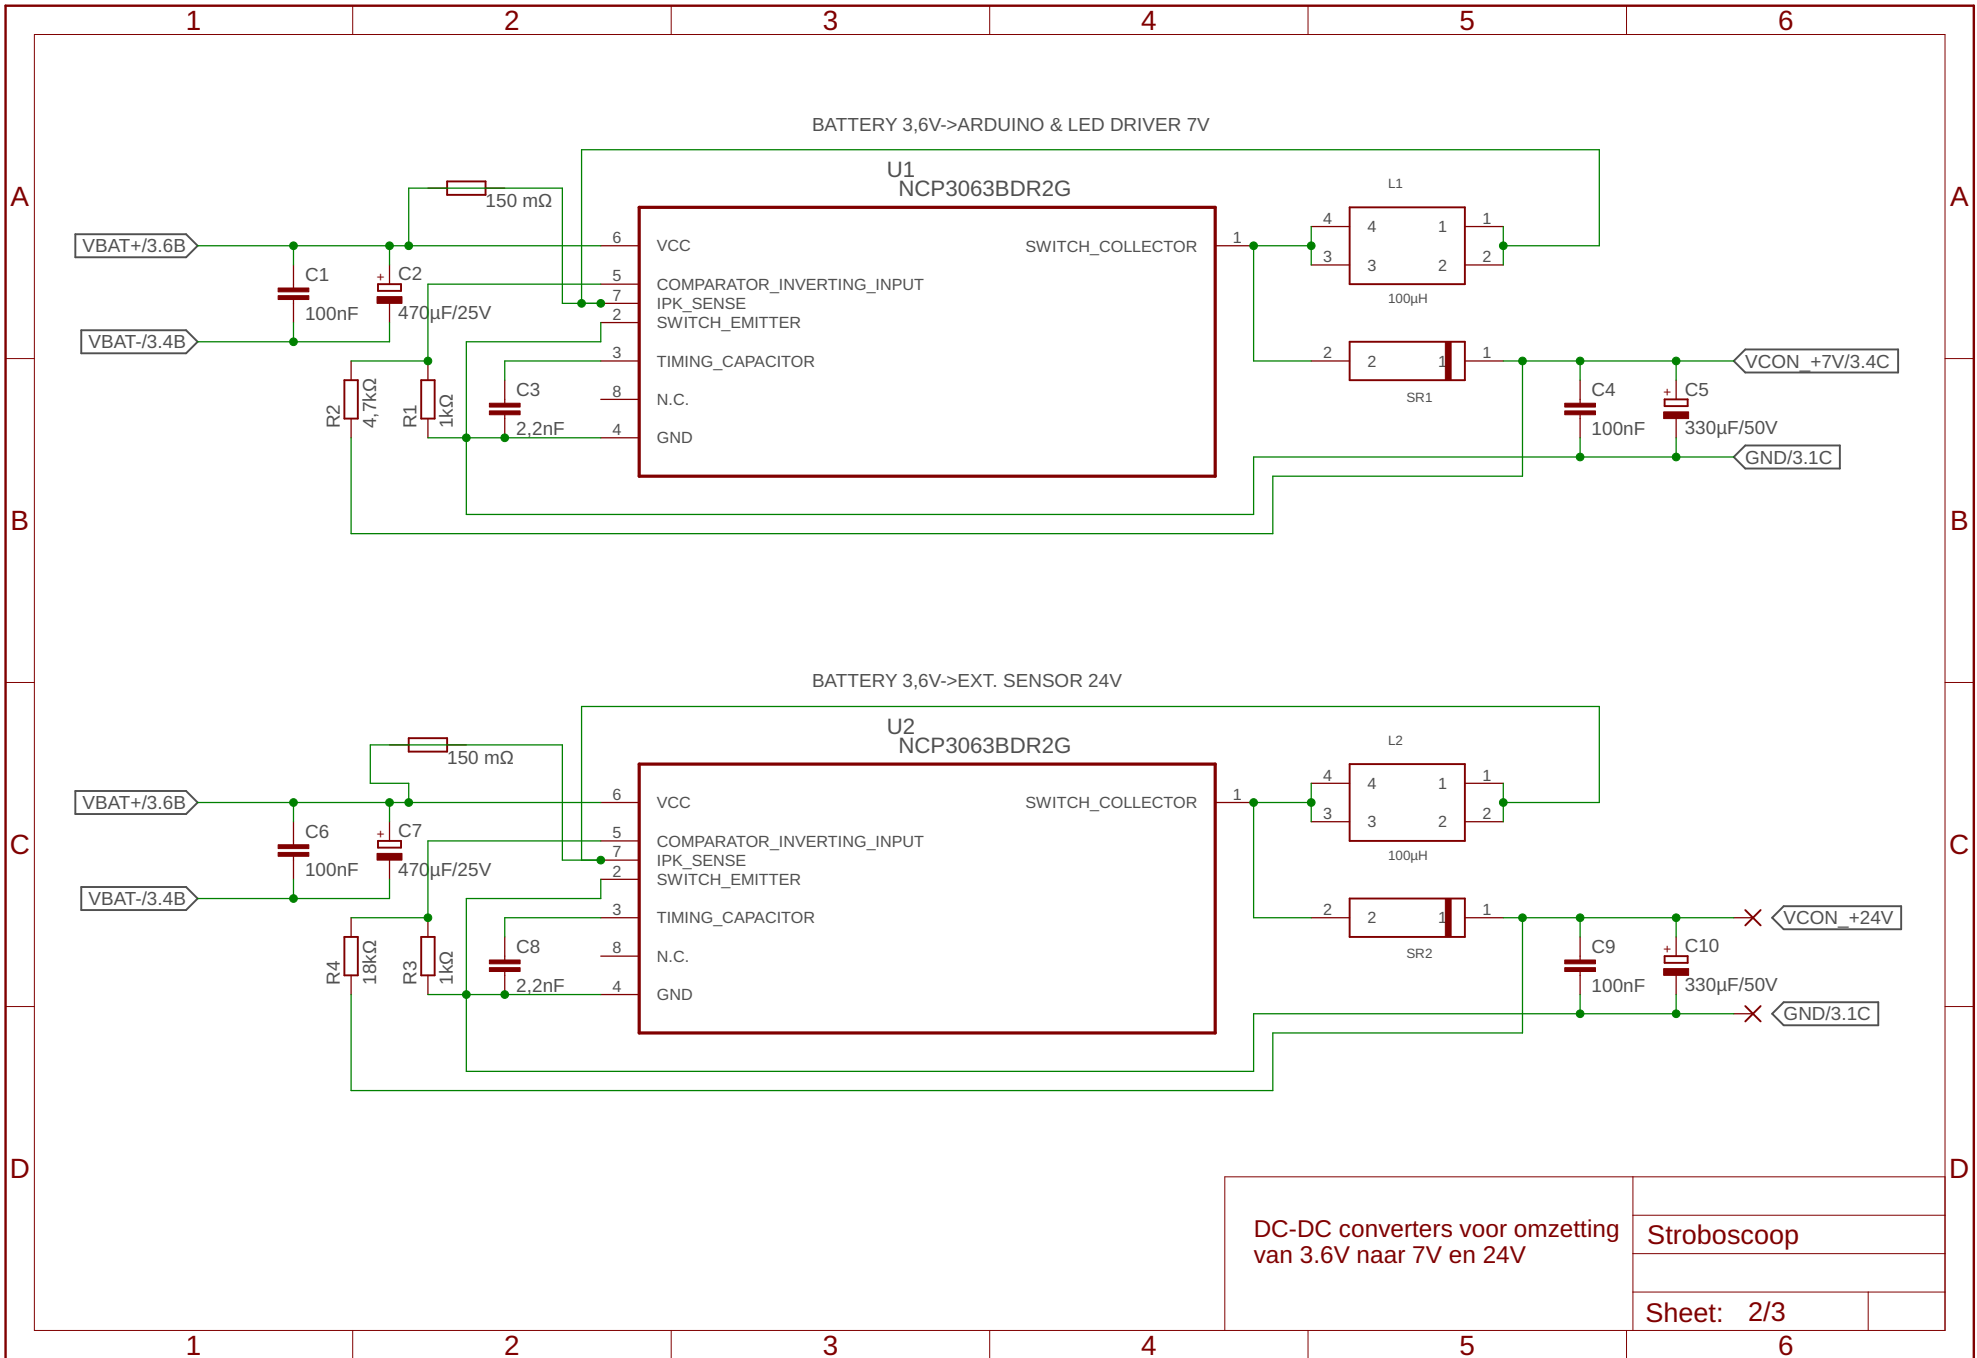 1 2 3 4 5 6
A A
B B
C C
D D
BATTERY 3,6V->ARDUINO & LED DRIVER 7V
U1
NCP3063BDR2G
150 mΩ
VBAT+/3.6B
VBAT-/3.4B
C1
100nF
C2
+
470µF/25V
R2
4,7kΩ
R1
1kΩ
C3
2,2nF
6 VCC
5 COMPARATOR_INVERTING_INPUT
7 IPK_SENSE
2 SWITCH_EMITTER
3 TIMING_CAPACITOR
8 N.C.
4 GND
SWITCH_COLLECTOR 1
L1
4 4 1 1
3 3 2 2
100µH
2 2 1 1
SR1
VCON_+7V/3.4C
C4
100nF
C5
+
330µF/50V
GND/3.1C
BATTERY 3,6V->EXT. SENSOR 24V
U2
NCP3063BDR2G
150 mΩ
VBAT+/3.6B
VBAT-/3.4B
C6
100nF
C7
+
470µF/25V
R4
18kΩ
R3
1kΩ
C8
2,2nF
6 VCC
5 COMPARATOR_INVERTING_INPUT
7 IPK_SENSE
2 SWITCH_EMITTER
3 TIMING_CAPACITOR
8 N.C.
4 GND
SWITCH_COLLECTOR 1
L2
4 4 1 1
3 3 2 2
100µH
2 2 1 1
SR2
VCON_+24V
C9
100nF
C10
+
330µF/50V
GND/3.1C
DC-DC converters voor omzetting
van 3.6V naar 7V en 24V
Stroboscoop
Sheet: 2/3
1 2 3 4 5 6